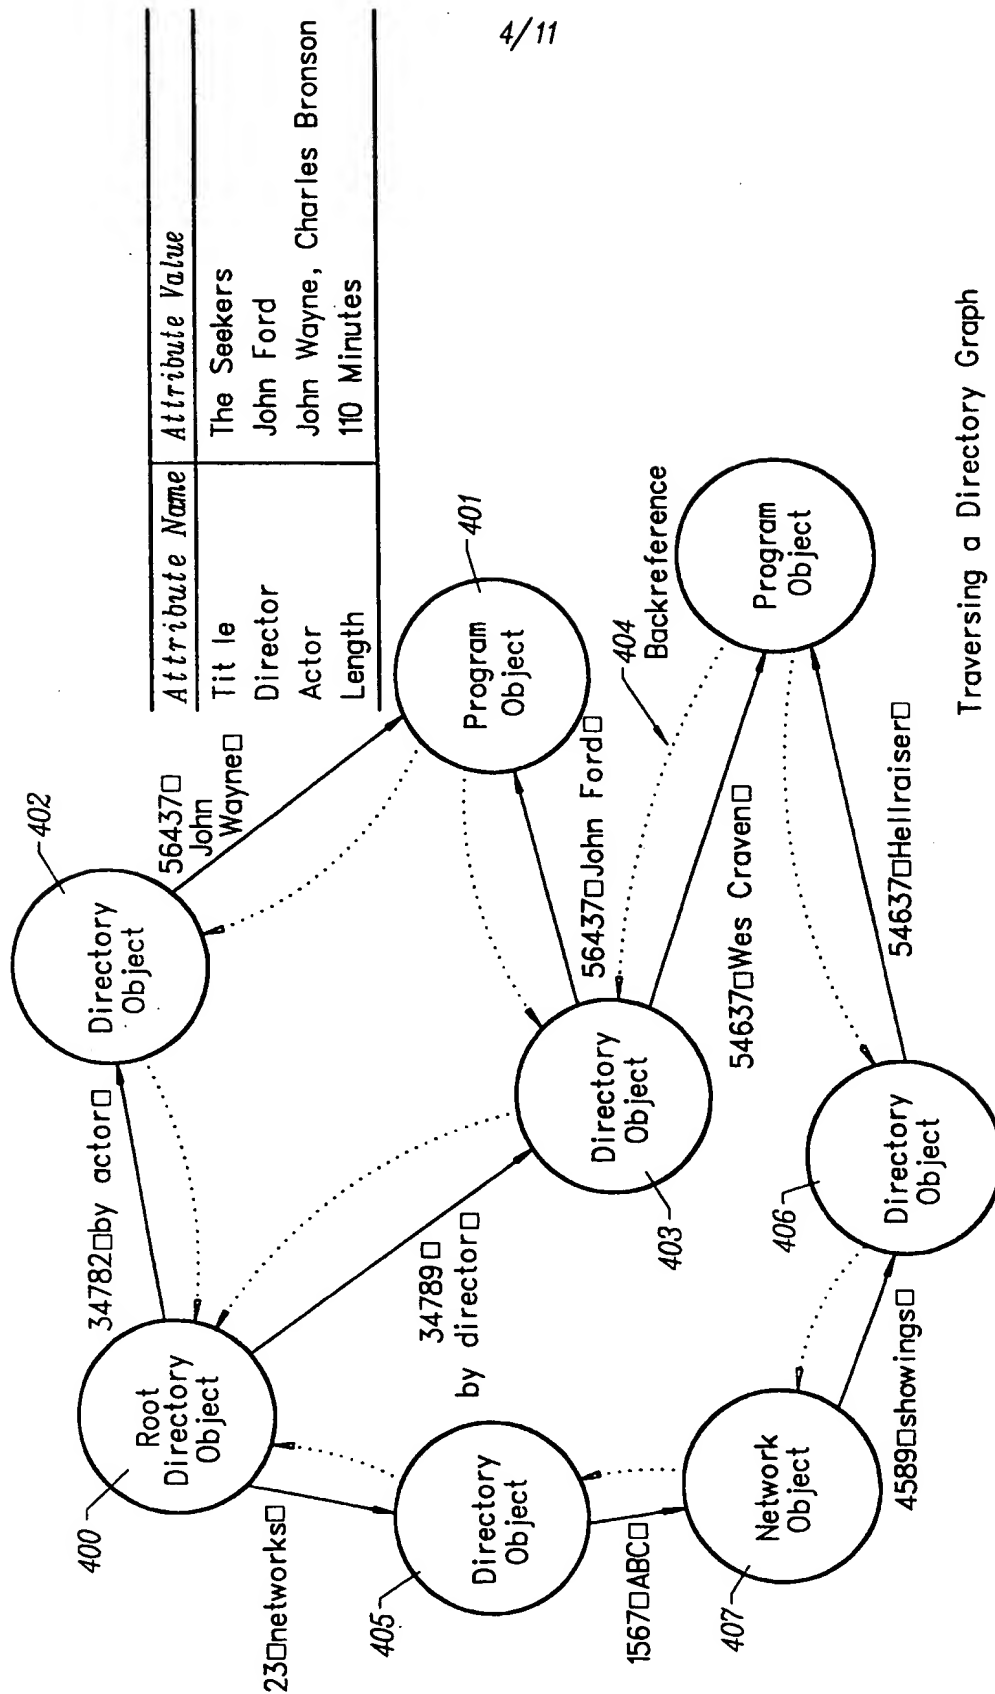 4/11
Attribute Name Attribute Value
Tit le The Seekers
Director John Ford
Actor John Wayne, Charles Bronson
Length 110 Minutes
402
Directory
Object
56437□
John
Wayne□
401
Program
Object
34782□by actor□
400
Root
Directory
Object
34789□
by director□
403
Directory
Object
56437□John Ford□
404
Backreference
54637□Wes Craven□
Program
Object
23□networks□
405
Directory
Object
1567□ABC□
407
Network
Object
4589□showings□
406
Directory
Object
54637□Hellraiser□
Traversing a Directory Graph